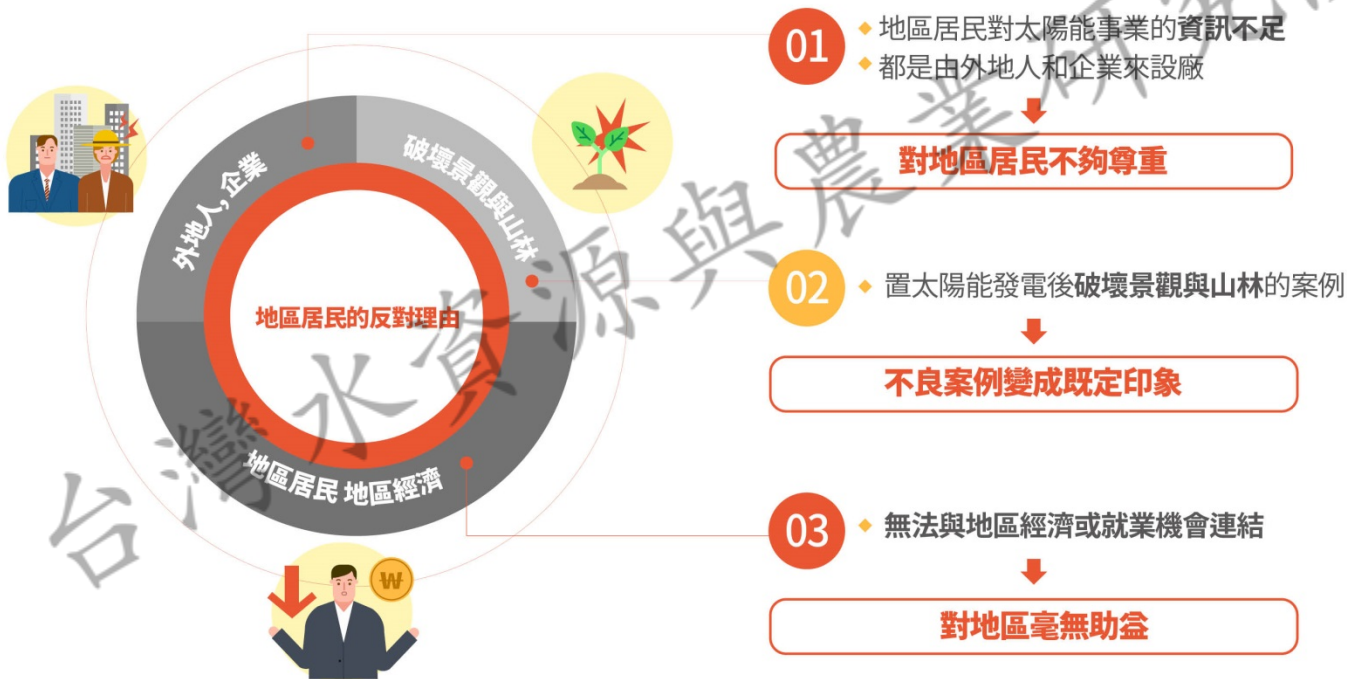 外地人, 企業
破壞景觀與山林
地區居民的反對理由
地區居民 地區經濟
₩
01
地區居民對太陽能事業的資訊不足
都是由外地人和企業來設廠
對地區居民不夠尊重
02
置太陽能發電後破壞景觀與山林的案例
不良案例變成既定印象
03
無法與地區經濟或就業機會連結
對地區毫無助益
台灣水資源與農業研究